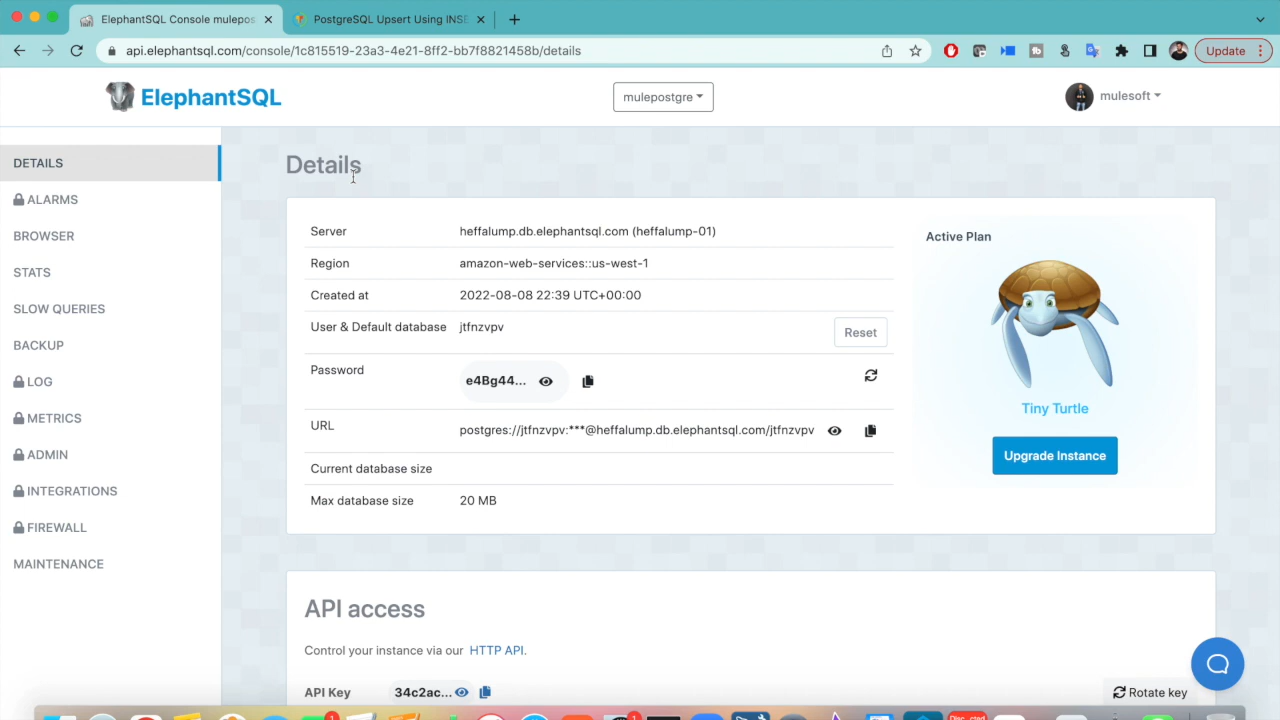 ElephantSQL Console mulepos
PostgreSQL Upsert Using INSE
api.elephantsql.com/console/1c815519-23a3-4e21-8ff2-bb7f8821458b/details
Update
ElephantSQL
mulepostgre
mulesoft
DETAILS
ALARMS
BROWSER
STATS
SLOW QUERIES
BACKUP
LOG
METRICS
ADMIN
INTEGRATIONS
FIREWALL
MAINTENANCE
Details
Server heffalump.db.elephantsql.com (heffalump-01)
Region amazon-web-services::us-west-1
Created at 2022-08-08 22:39 UTC+00:00
User & Default database jtfnzvpv Reset
Password e4Bg44...
URL postgres://jtfnzvpv:***@heffalump.db.elephantsql.com/jtfnzvpv
Current database size
Max database size 20 MB
Active Plan
Tiny Turtle
Upgrade Instance
API access
Control your instance via our HTTP API.
API Key 34c2ac... Rotate key